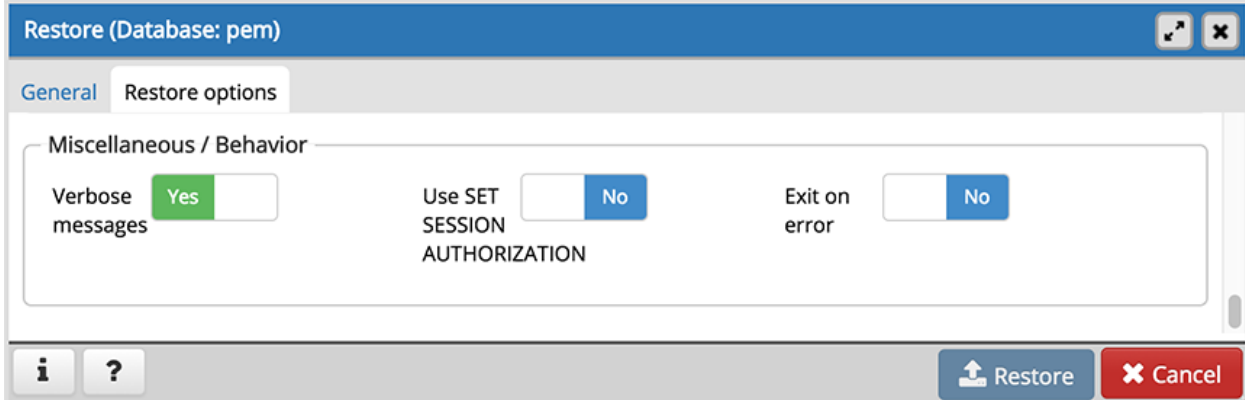 Restore (Database: pem)
General
Restore options
Miscellaneous / Behavior
Verbose
messages
Yes
Use SET
SESSION
AUTHORIZATION
No
Exit on
error
No
i
?
Restore
Cancel